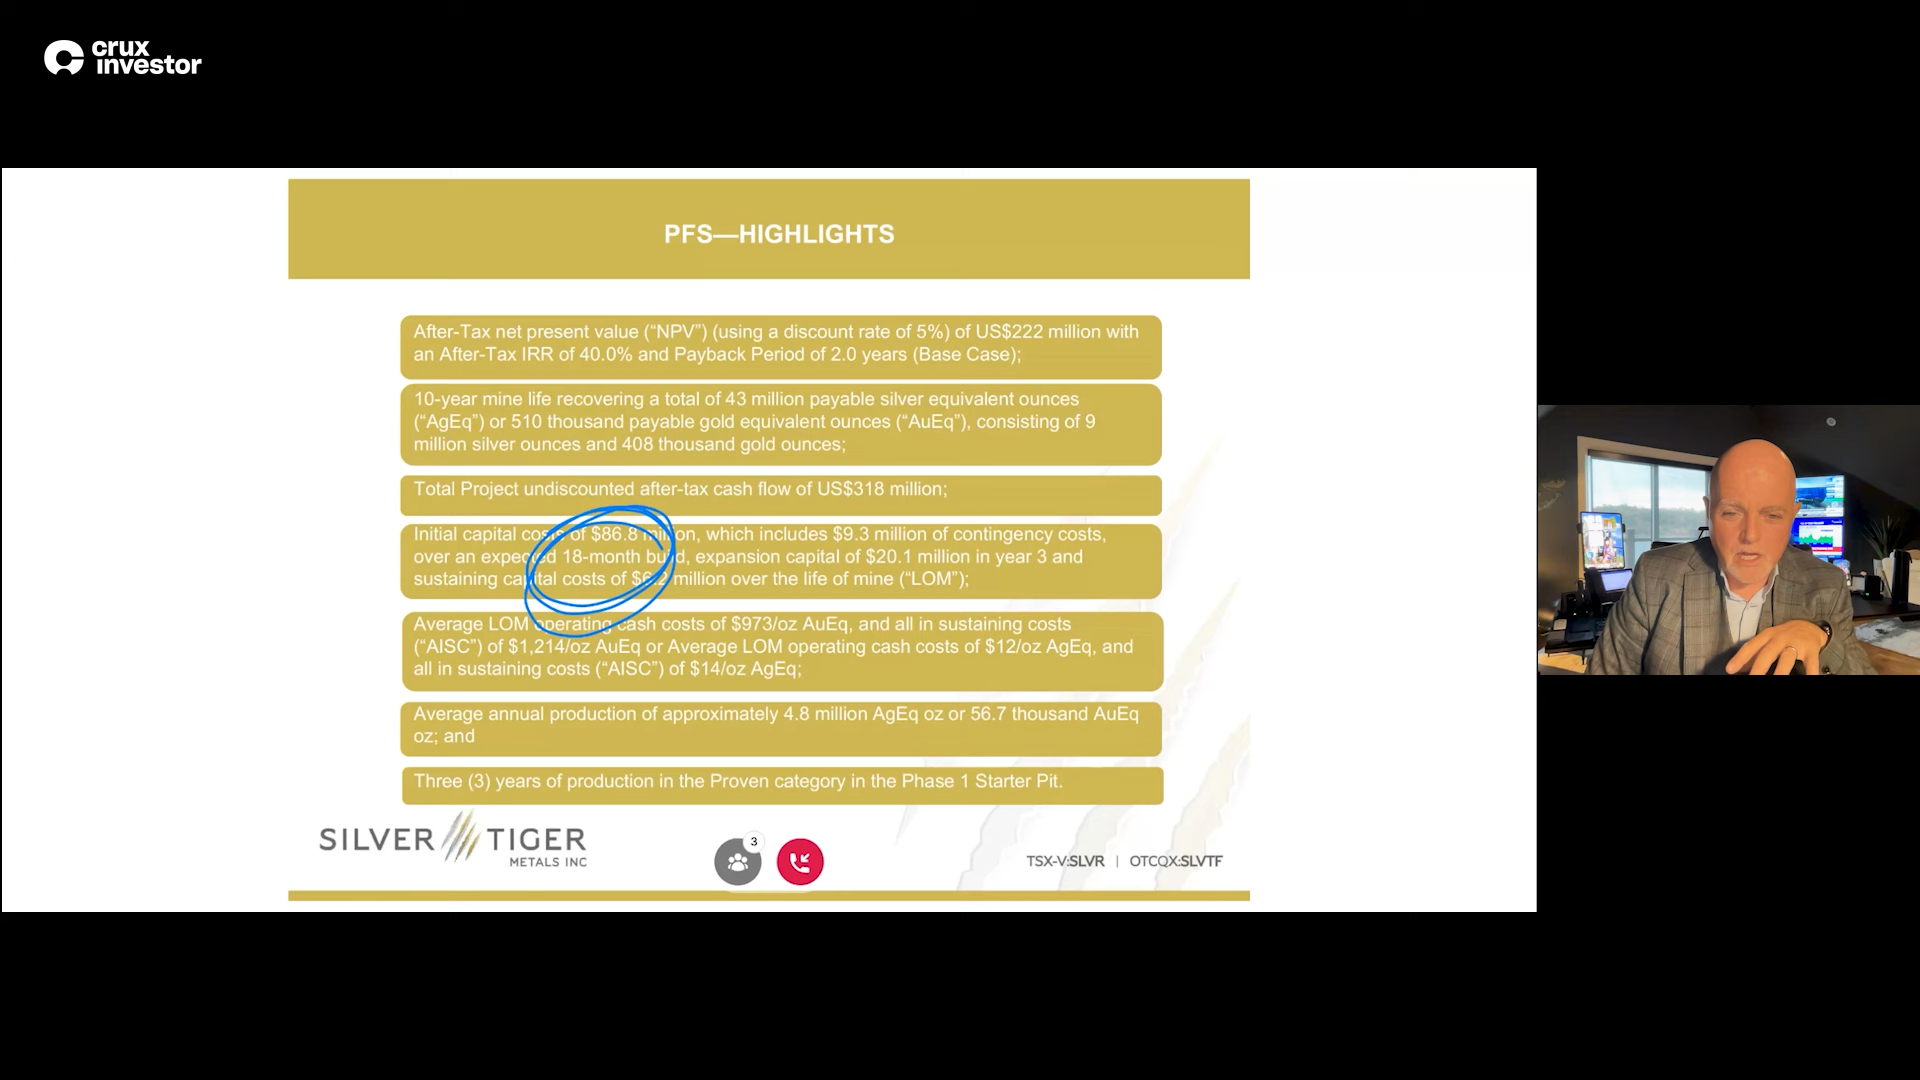 crux
investor
PFS—HIGHLIGHTS
After-Tax net present value (“NPV”) (using a discount rate of 5%) of US$222 million with
an After-Tax IRR of 40.0% and Payback Period of 2.0 years (Base Case);
10-year mine life recovering a total of 43 million payable silver equivalent ounces
(“AgEq”) or 510 thousand payable gold equivalent ounces (“AuEq”), consisting of 9
million silver ounces and 408 thousand gold ounces;
Total Project undiscounted after-tax cash flow of US$318 million;
Initial capital costs of $86.8 million, which includes $9.3 million of contingency costs,
over an expected 18-month build, expansion capital of $20.1 million in year 3 and
sustaining capital costs of $6.2 million over the life of mine (“LOM”);
Average LOM operating cash costs of $973/oz AuEq, and all in sustaining costs
(“AISC”) of $1,214/oz AuEq or Average LOM operating cash costs of $12/oz AgEq, and
all in sustaining costs (“AISC”) of $14/oz AgEq;
Average annual production of approximately 4.8 million AgEq oz or 56.7 thousand AuEq
oz; and
Three (3) years of production in the Proven category in the Phase 1 Starter Pit.
SILVER TIGER
METALS INC
3
TSX-V:SLVR | OTCQX:SLVTF